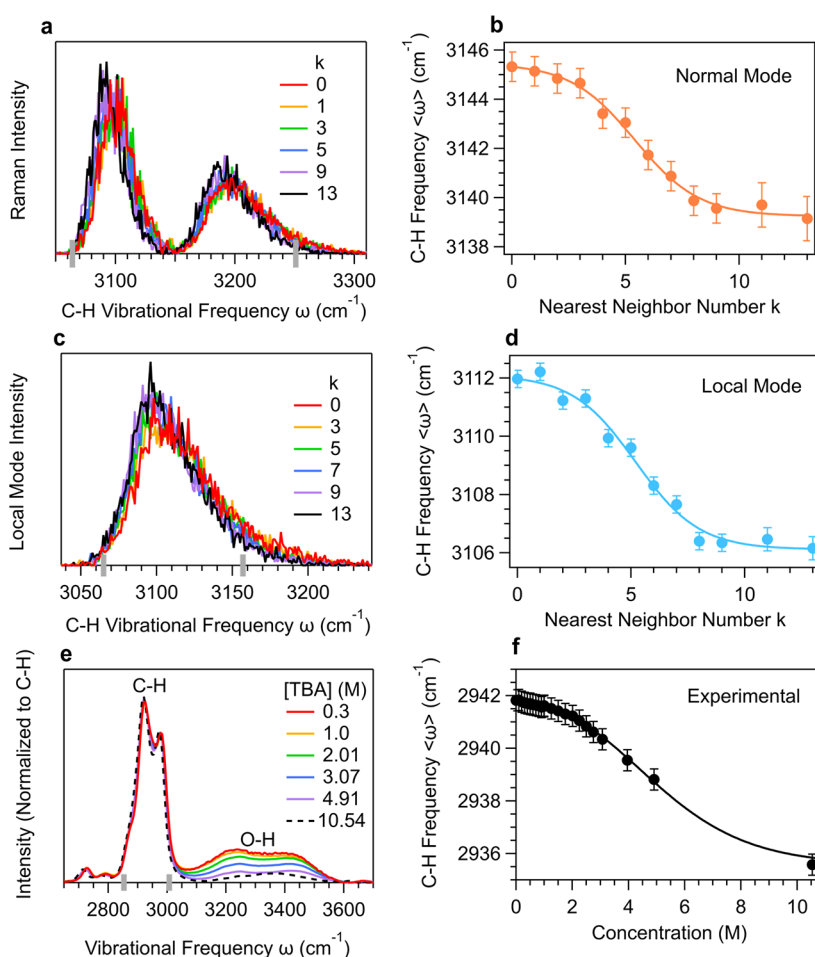 a
k
0
1
3
5
9
13
Raman Intensity
3100
3200
3300
C-H Vibrational Frequency ω (cm⁻¹)
b
3146
3144
3140
3138
C-H Frequency <ω> (cm⁻¹)
Normal Mode
0
5
10
Nearest Neighbor Number k
c
k
0
3
5
7
9
13
Local Mode Intensity
3050
3100
3150
3200
C-H Vibrational Frequency ω (cm⁻¹)
d
3112
3110
3108
3106
C-H Frequency <ω> (cm⁻¹)
Local Mode
0
5
10
Nearest Neighbor Number k
e
C-H
[TBA] (M)
0.3
1.0
2.01
3.07
4.91
10.54
O-H
Intensity (Normalized to C-H)
2800
3000
3200
3400
3600
Vibrational Frequency ω (cm⁻¹)
f
2942
2940
2938
2936
C-H Frequency <ω> (cm⁻¹)
Experimental
0
2
4
6
8
10
Concentration (M)